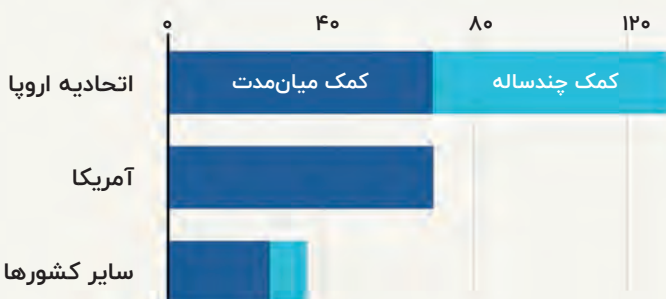 ۰ ۴۰ ۸۰ ۱۲۰
اتحادیه اروپا
کمک میان‌مدت
کمک چندساله
آمریکا
سایر کشورها